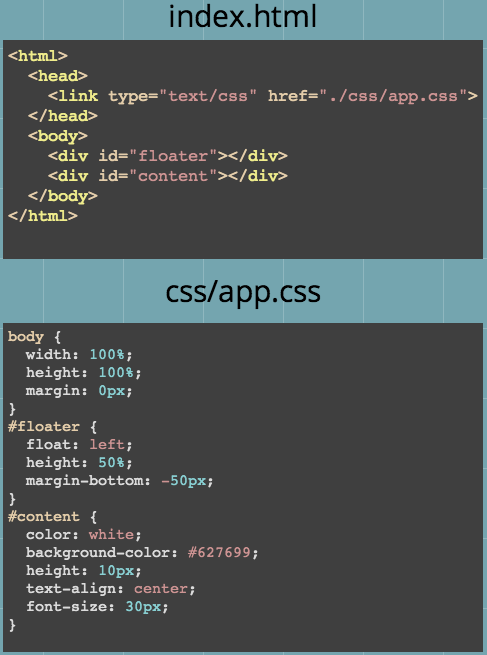 index.html
<html>
  <head>
    <link type="text/css" href="./css/app.css">
  </head>
  <body>
    <div id="floater"></div>
    <div id="content"></div>
  </body>
</html>
css/app.css
body {
  width: 100%;
  height: 100%;
  margin: 0px;
}
#floater {
  float: left;
  height: 50%;
  margin-bottom: -50px;
}
#content {
  color: white;
  background-color: #627699;
  height: 10px;
  text-align: center;
  font-size: 30px;
}